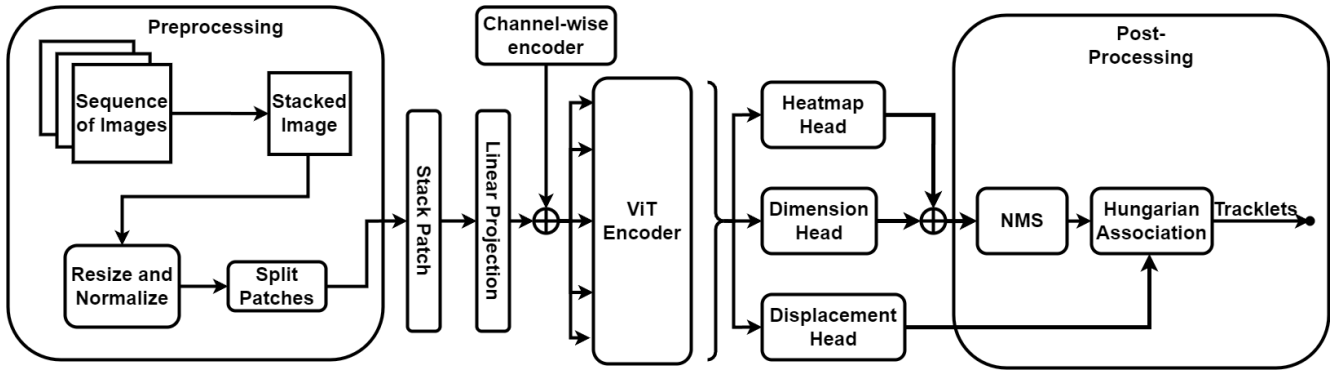 Preprocessing
Sequence
of Images
Stacked
Image
Resize and
Normalize
Split
Patches
Stack Patch
Linear Projection
Channel-wise
encoder
ViT
Encoder
Heatmap
Head
Dimension
Head
Displacement
Head
Post-
Processing
NMS
Hungarian
Association
Tracklets